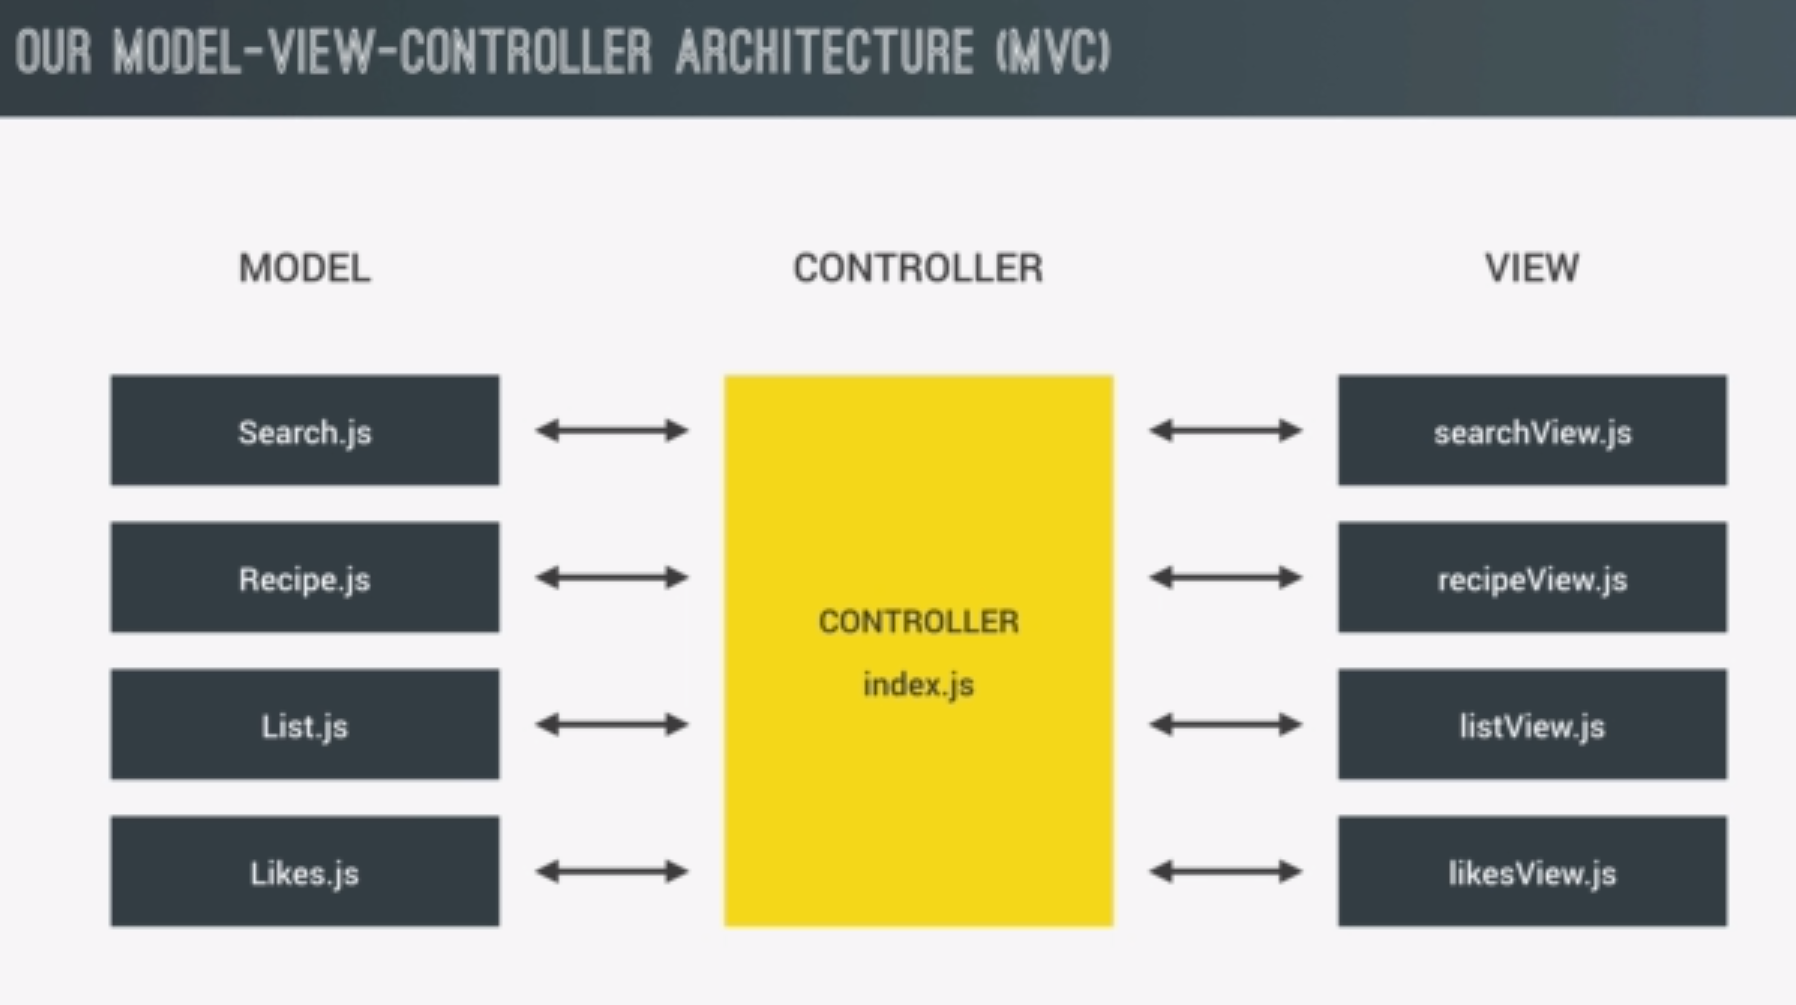 OUR MODEL-VIEW-CONTROLLER ARCHITECTURE (MVC)
MODEL
CONTROLLER
VIEW
Search.js
searchView.js
Recipe.js
recipeView.js
CONTROLLER
index.js
List.js
listView.js
Likes.js
likesView.js